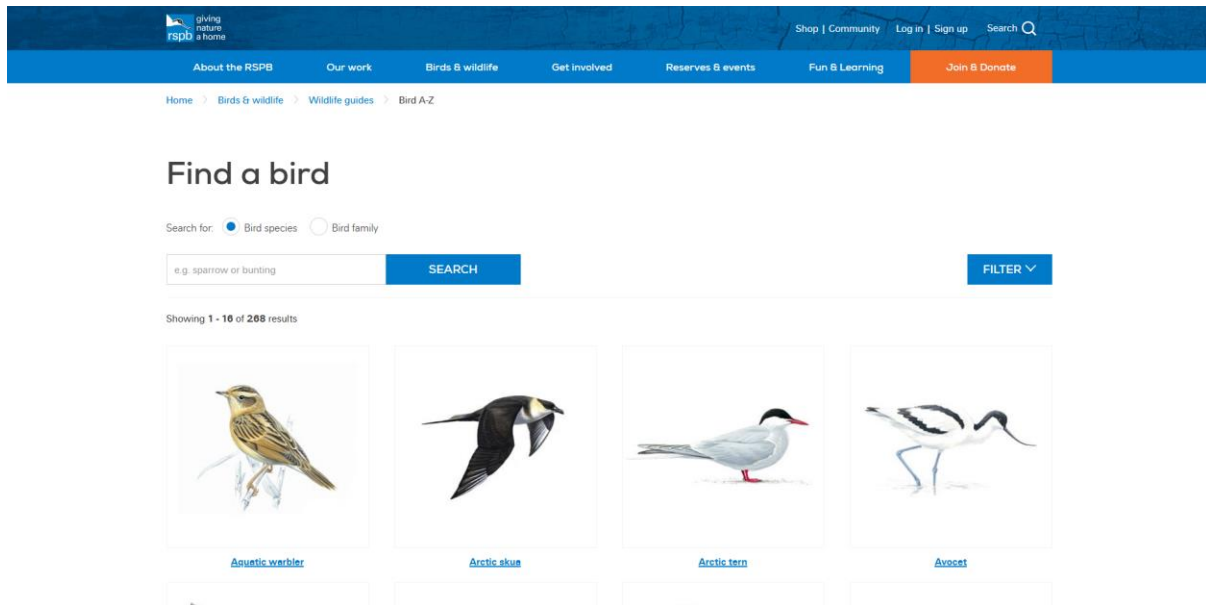 giving
nature
rspb a home
Shop | Community Log in | Sign up Search
About the RSPB Our work Birds & wildlife Get involved Reserves & events Fun & Learning Join & Donate
Home > Birds & wildlife > Wildlife guides > Bird A-Z
Find a bird
Search for: Bird species Bird family
e.g. sparrow or bunting SEARCH FILTER
Showing 1 - 16 of 268 results
Aquatic warbler Arctic skua Arctic tern Avocet